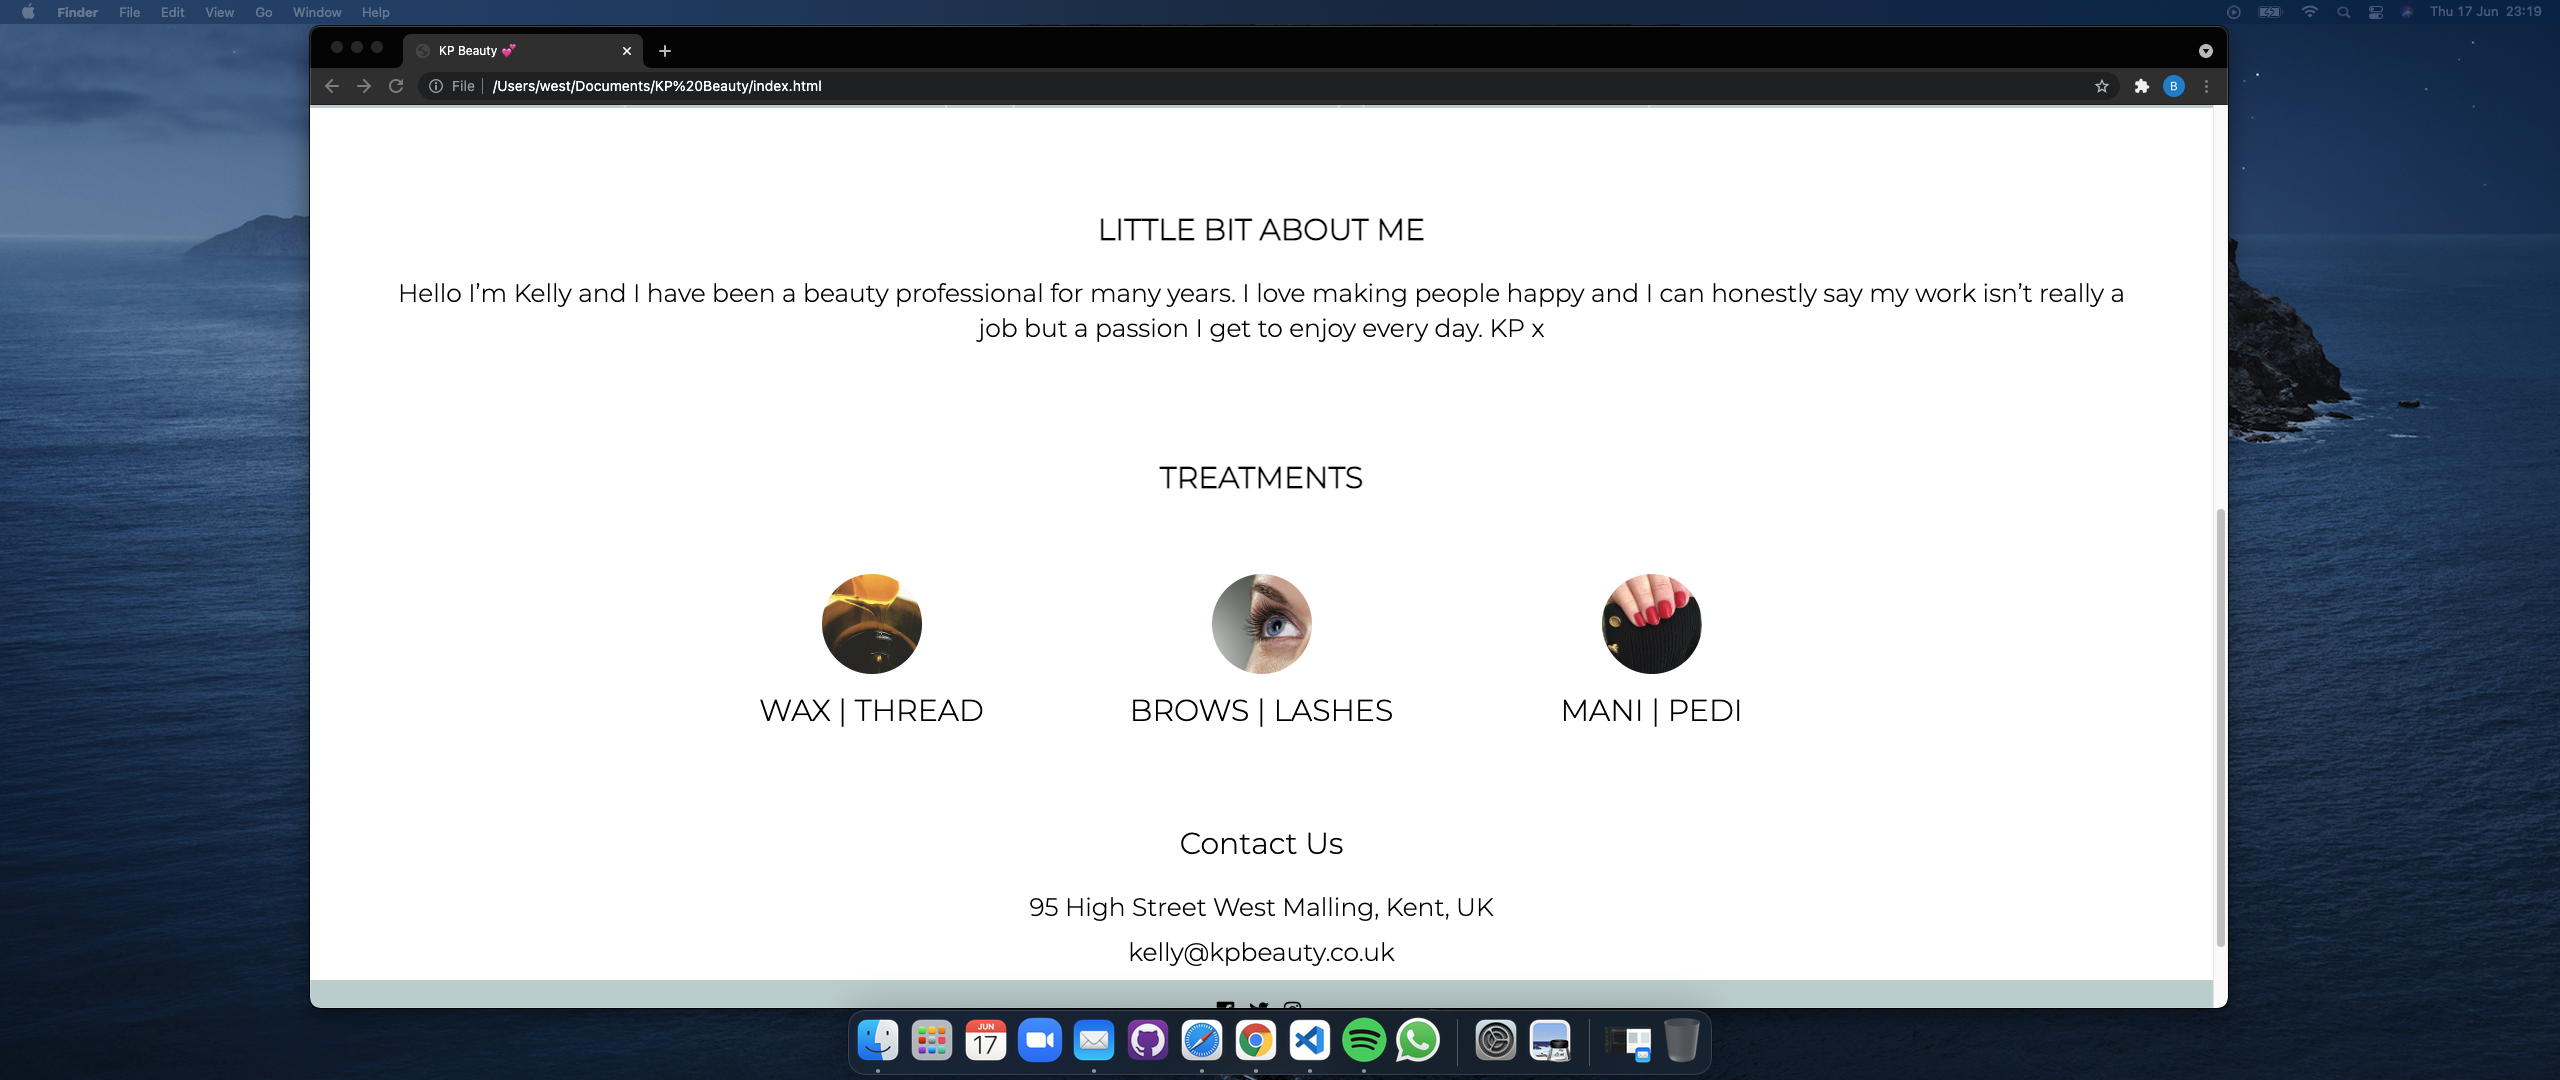 Finder File Edit View Go Window Help Thu 17 Jun 23:19
KP Beauty 💕
File /Users/west/Documents/KP%20Beauty/index.html
B
LITTLE BIT ABOUT ME
Hello I’m Kelly and I have been a beauty professional for many years. I love making people happy and I can honestly say my work isn’t really a
job but a passion I get to enjoy every day. KP x
TREATMENTS
WAX | THREAD BROWS | LASHES MANI | PEDI
Contact Us
95 High Street West Malling, Kent, UK
kelly@kpbeauty.co.uk
JUN
17